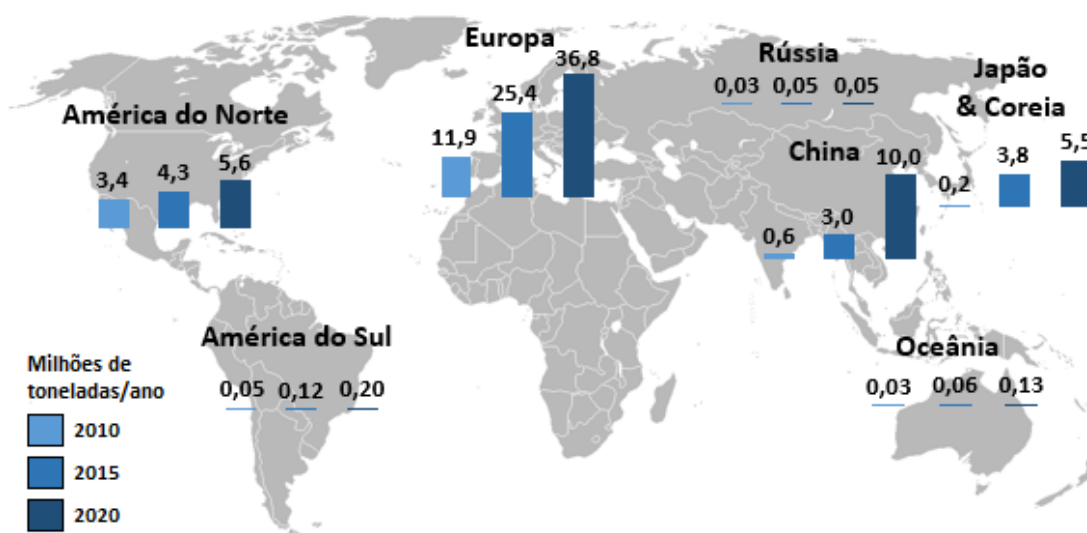 Europa
36,8
25,4
11,9
Rússia
0,03 0,05 0,05
Japão
& Coreia
0,2 3,8 5,5
América do Norte
3,4 4,3 5,6
China
0,6 3,0 10,0
América do Sul
0,05 0,12 0,20
Oceânia
0,03 0,06 0,13
Milhões de
toneladas/ano
2010
2015
2020